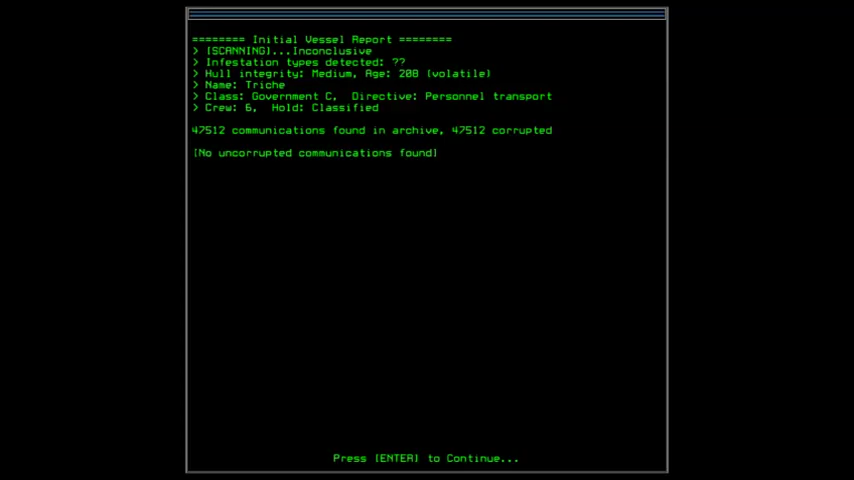 ======== Initial Vessel Report ========
> [SCANNING]...Inconclusive
> Infestation types detected: ??
> Hull integrity: Medium, Age: 208 (volatile)
> Name: Triche
> Class: Government C,  Directive: Personnel transport
> Crew: 6,  Hold: Classified
47512 communications found in archive, 47512 corrupted
[No uncorrupted communications found]
Press [ENTER] to Continue...